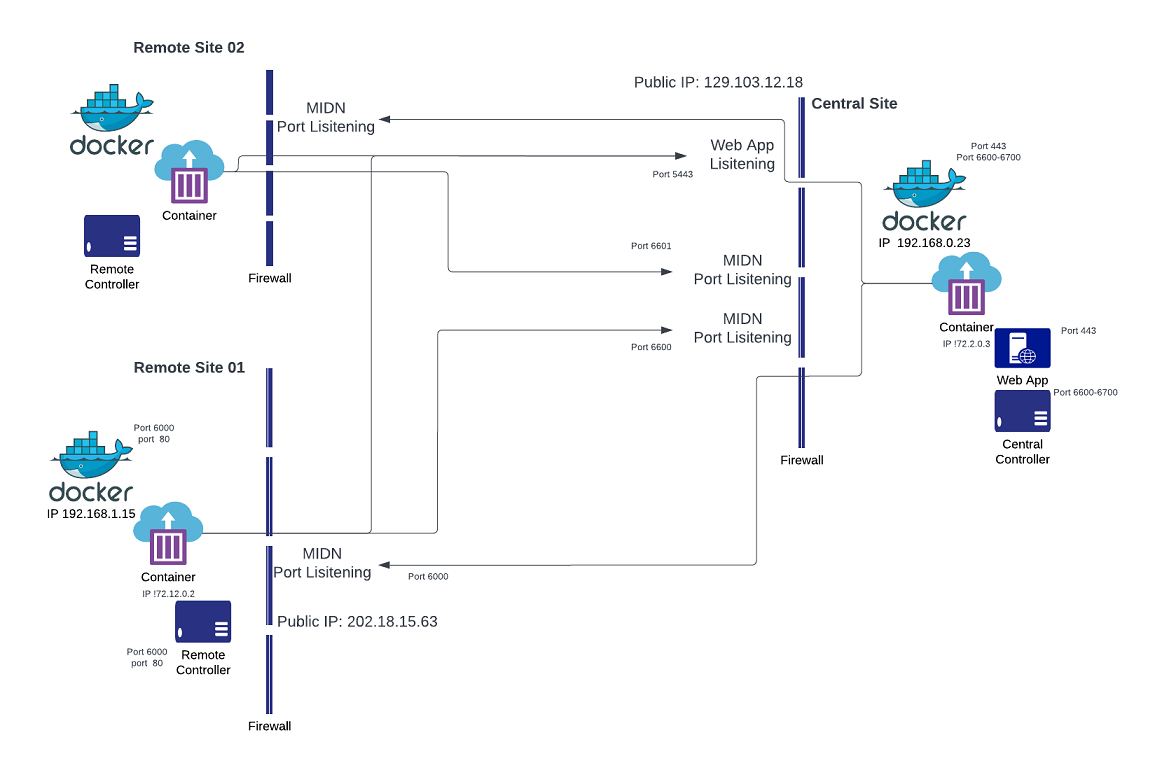 Remote Site 02
docker
Container
Remote
Controller
Firewall
MIDN
Port Lisitening
Public IP: 129.103.12.18
Central Site
Web App
Lisitening
Port 5443
Port 443
Port 6600-6700
docker
IP  192.168.0.23
Container
IP !72.2.0.3
Port 443
Web App
Port 6600-6700
Central
Controller
Port 6601
MIDN
Port Lisitening
MIDN
Port Lisitening
Port 6600
Firewall
Remote Site 01
Port 6000
port  80
docker
IP 192.168.1.15
Container
IP !72.12.0.2
Port 6000
port  80
Remote
Controller
MIDN
Port Lisitening
Port 6000
Public IP: 202.18.15.63
Firewall